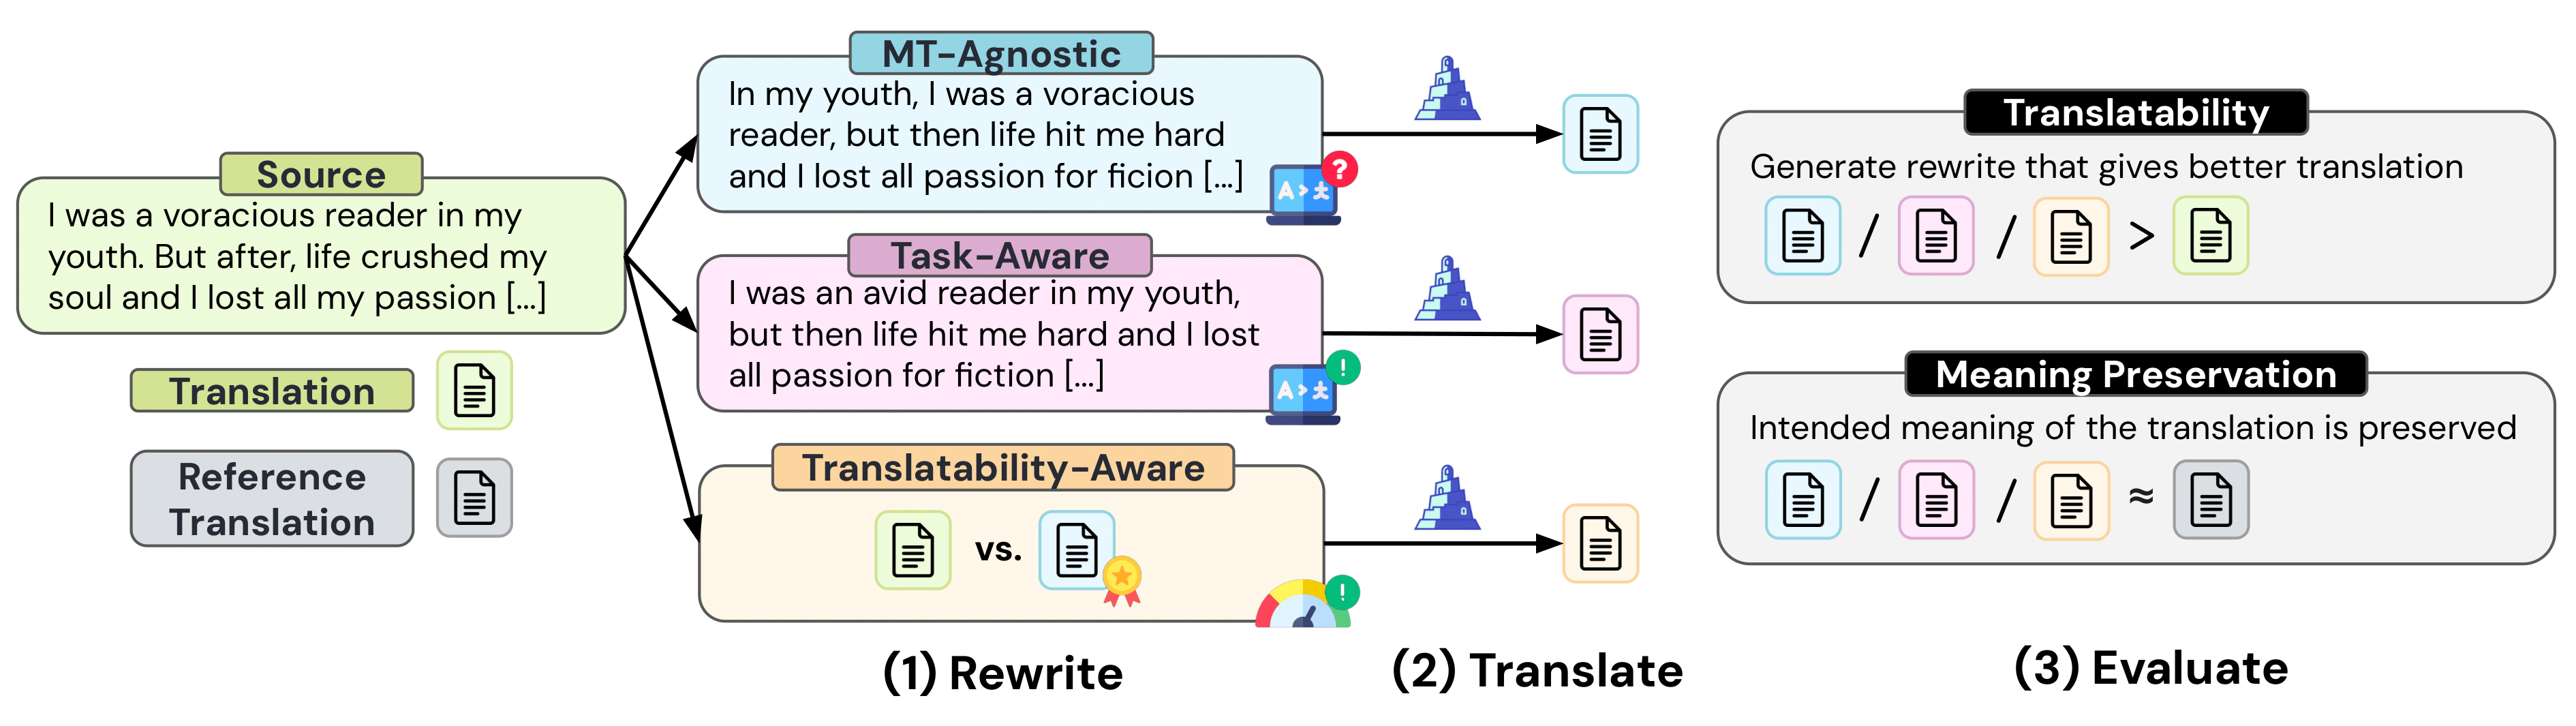 Source
I was a voracious reader in my
youth. But after, life crushed my
soul and I lost all my passion [...]
Translation
Reference
Translation
MT-Agnostic
In my youth, I was a voracious
reader, but then life hit me hard
and I lost all passion for ficion [...]
A>
?
Task-Aware
I was an avid reader in my youth,
but then life hit me hard and I lost
all passion for fiction [...]
A>
!
Translatability-Aware
vs.
!
(1) Rewrite
(2) Translate
Translatability
Generate rewrite that gives better translation
/ / >
Meaning Preservation
Intended meaning of the translation is preserved
/ / ≈
(3) Evaluate